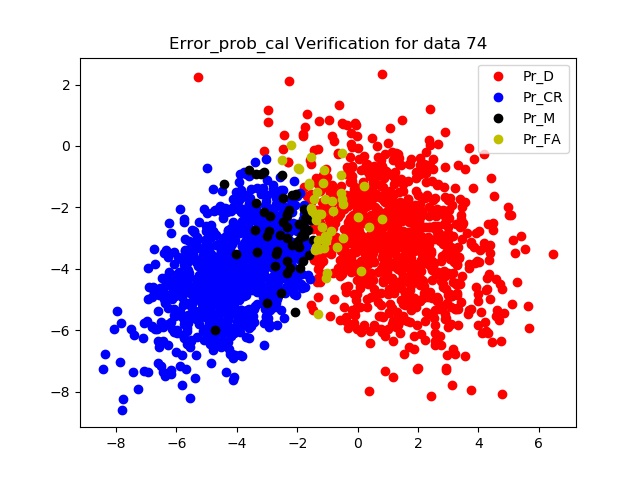 Error_prob_cal Verification for data 74
Pr_D
Pr_CR
Pr_M
Pr_FA
2
0
−2
−4
−6
−8
−8 −6 −4 −2 0 2 4 6